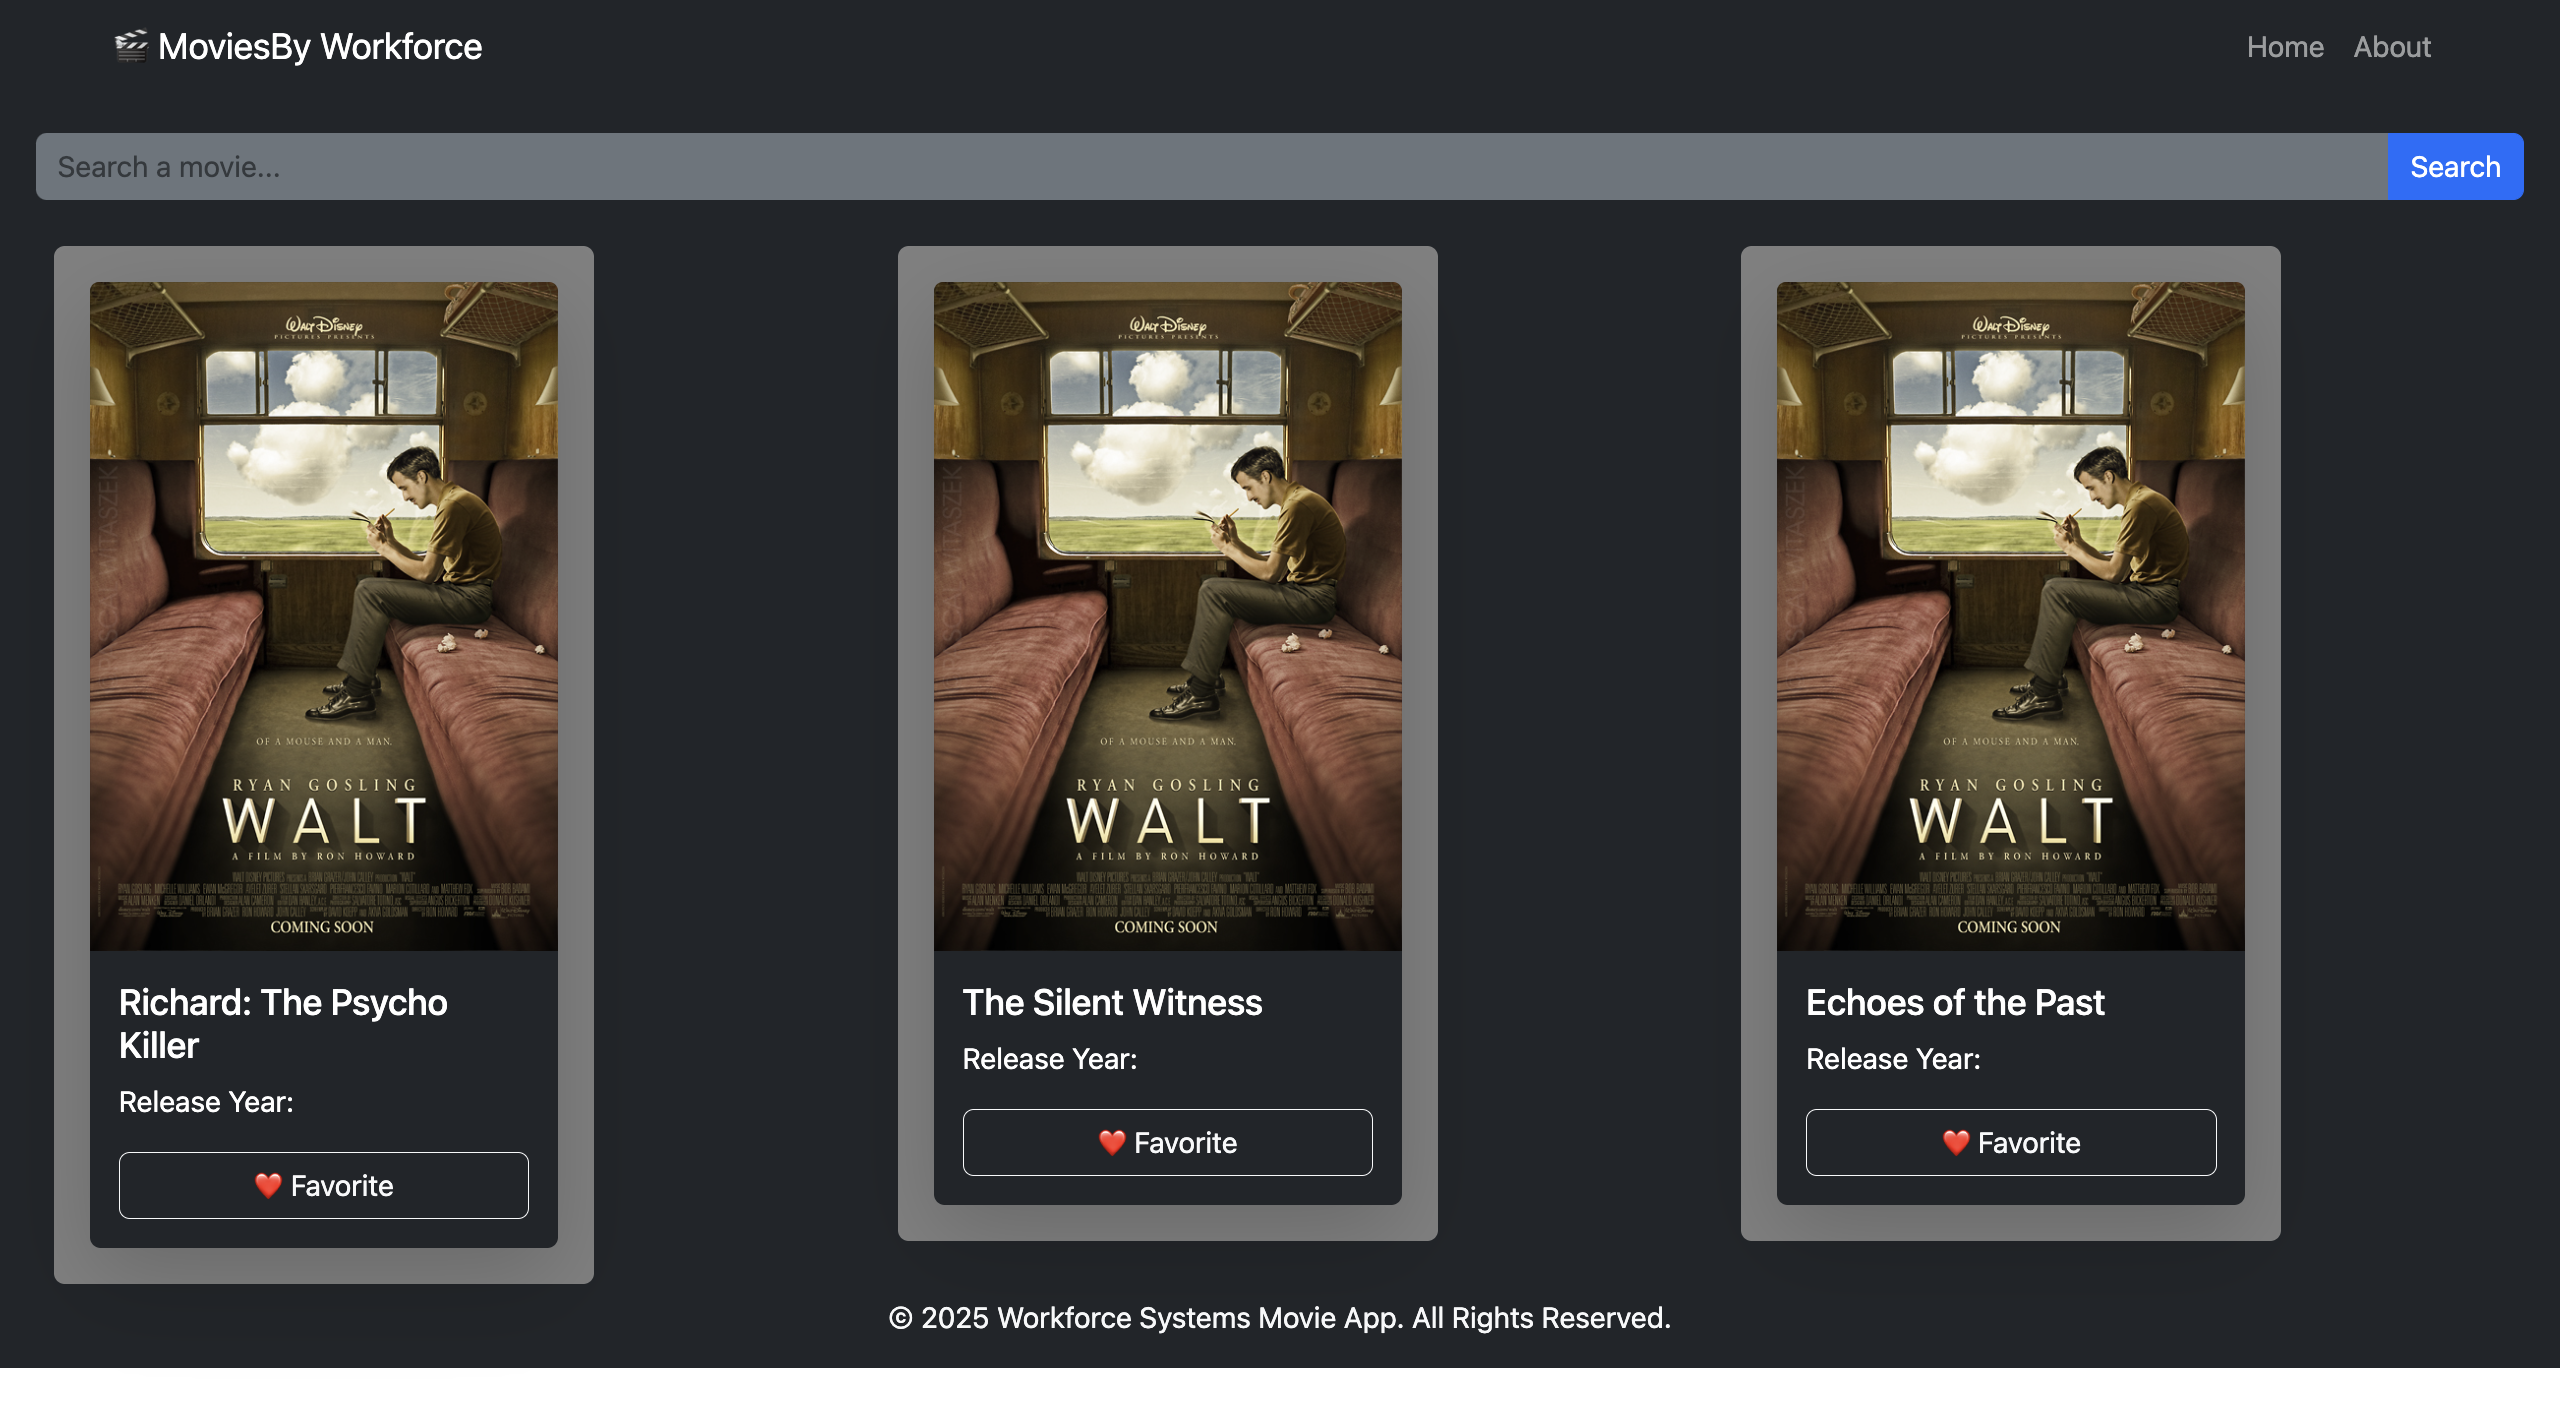 🎬 MoviesBy Workforce
Home
About
Search a movie...
Search
WALT DISNEY
PICTURES PRESENTS
OF A MOUSE AND A MAN.
RYAN GOSLING
WALT
A FILM BY RON HOWARD
COMING SOON
Richard: The Psycho
Killer
Release Year:
❤️ Favorite
WALT DISNEY
PICTURES PRESENTS
OF A MOUSE AND A MAN.
RYAN GOSLING
WALT
A FILM BY RON HOWARD
COMING SOON
The Silent Witness
Release Year:
❤️ Favorite
WALT DISNEY
PICTURES PRESENTS
OF A MOUSE AND A MAN.
RYAN GOSLING
WALT
A FILM BY RON HOWARD
COMING SOON
Echoes of the Past
Release Year:
❤️ Favorite
© 2025 Workforce Systems Movie App. All Rights Reserved.